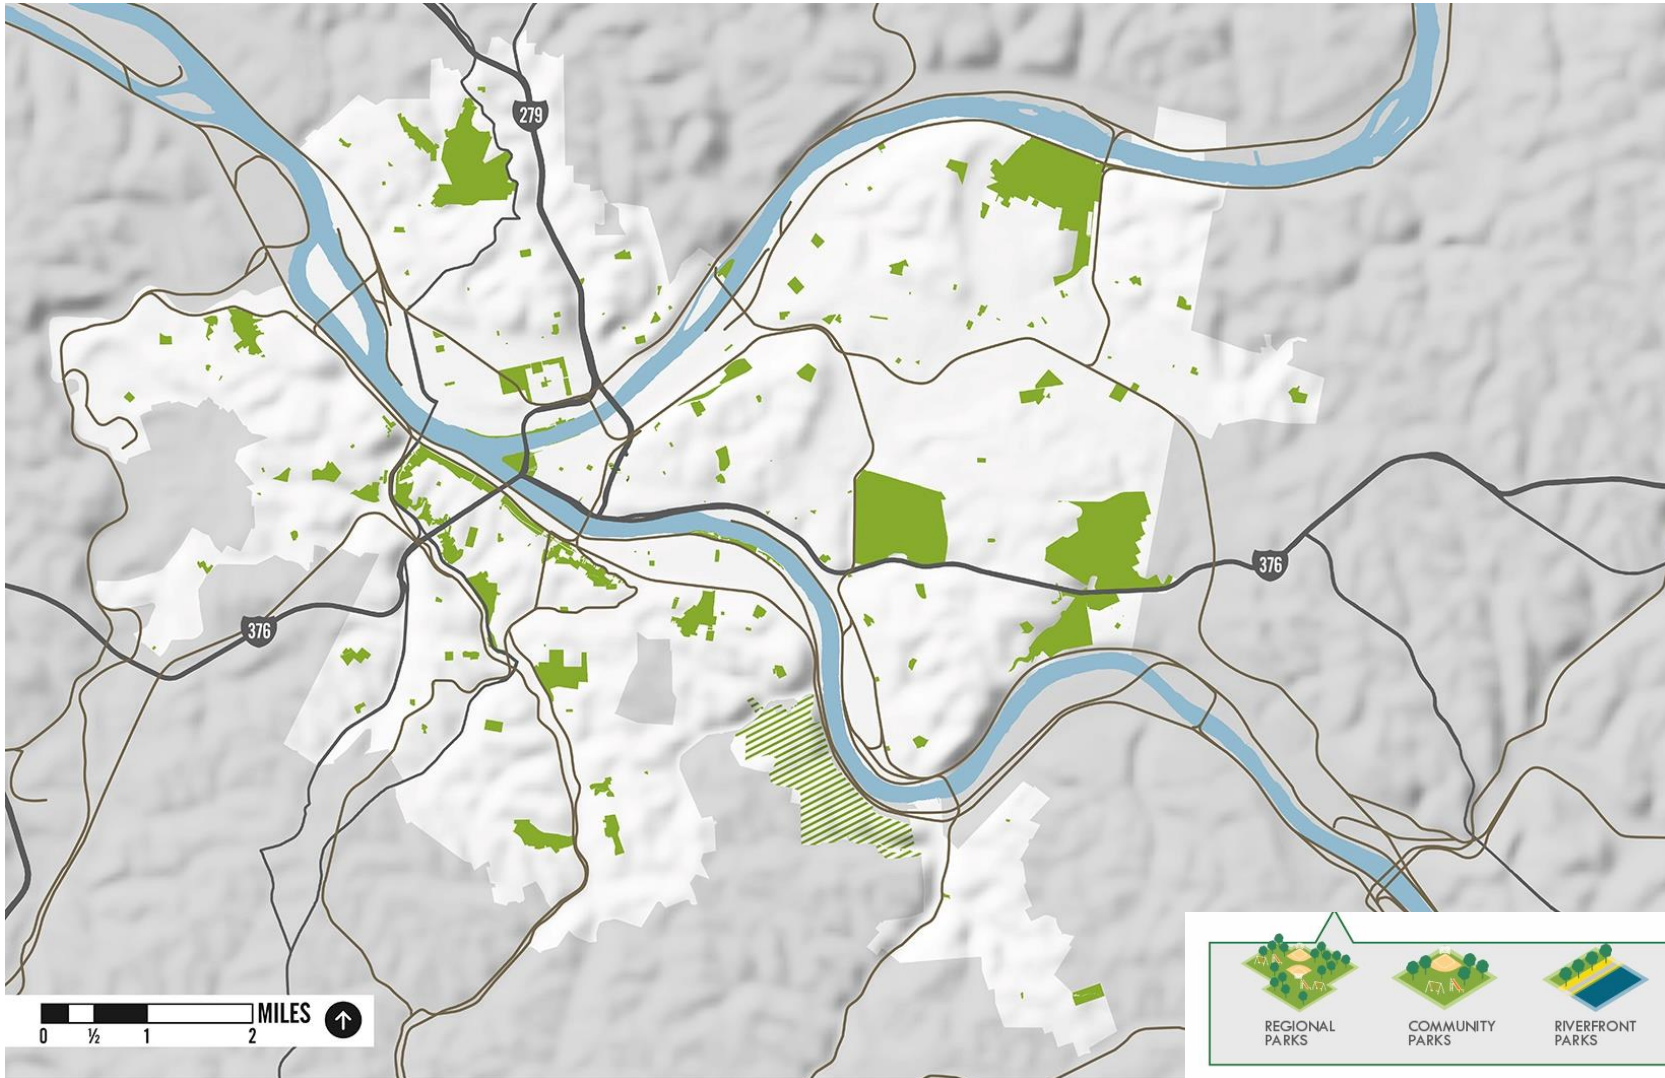 279
376
376
MILES
0 ½ 1 2
REGIONAL
PARKS
COMMUNITY
PARKS
RIVERFRONT
PARKS